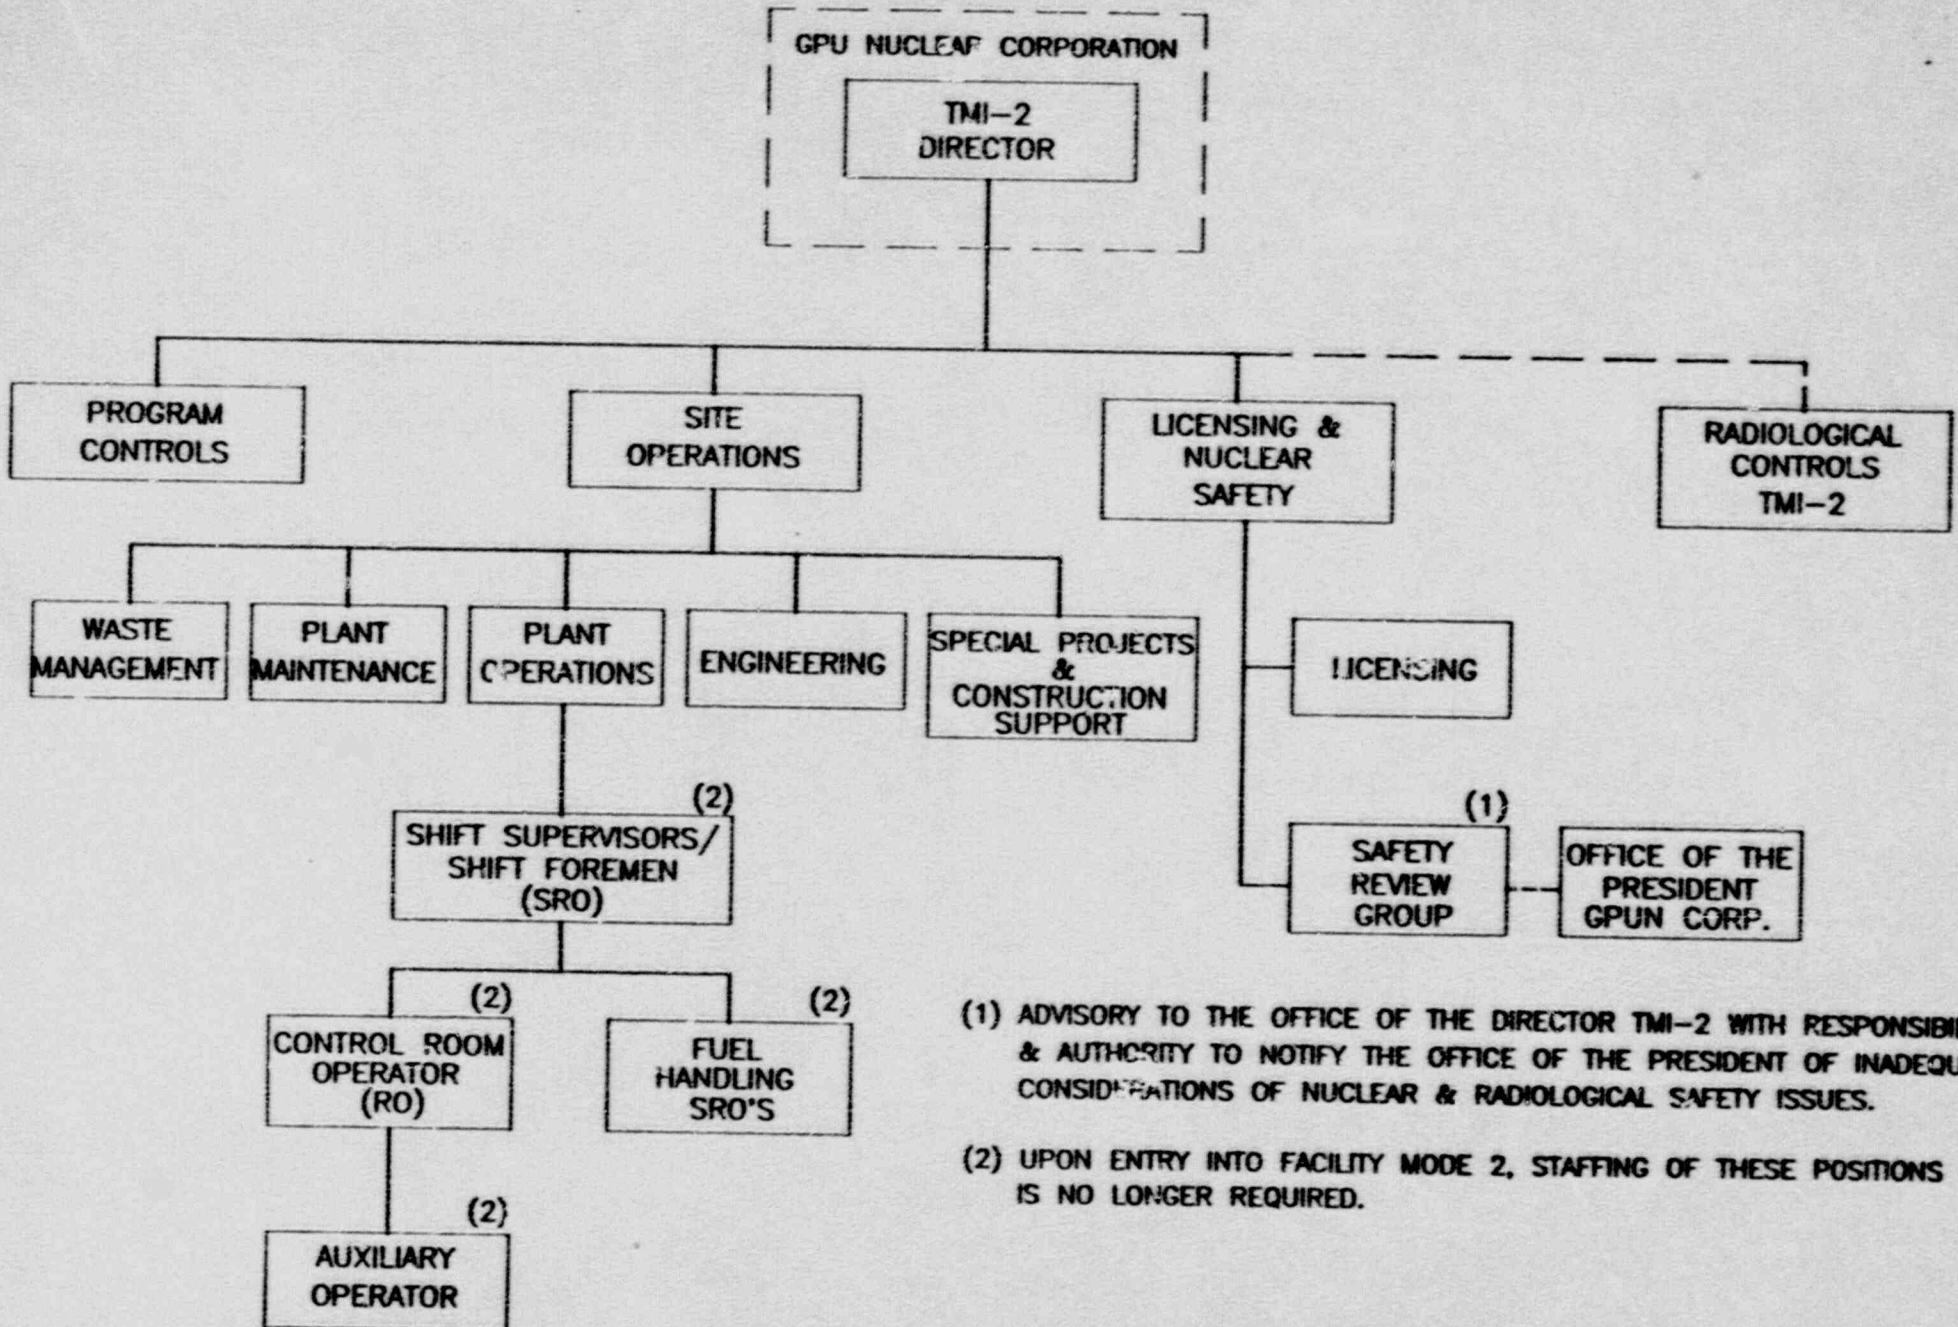 GPU NUCLEAR CORPORATION
TMI-2
DIRECTOR
PROGRAM
CONTROLS
SITE
OPERATIONS
LICENSING &
NUCLEAR
SAFETY
RADIOLOGICAL
CONTROLS
TMI-2
WASTE
MANAGEMENT
PLANT
MAINTENANCE
PLANT
OPERATIONS
ENGINEERING
SPECIAL PROJECTS
&
CONSTRUCTION
SUPPORT
LICENSING
(2)
SHIFT SUPERVISORS/
SHIFT FOREMEN
(SRO)
(1)
SAFETY
REVIEW
GROUP
OFFICE OF THE
PRESIDENT
GPUN CORP.
(2)
CONTROL ROOM
OPERATOR
(RO)
(2)
FUEL
HANDLING
SRO'S
(2)
AUXILIARY
OPERATOR
(1) ADVISORY TO THE OFFICE OF THE DIRECTOR TMI-2 WITH
& AUTHORITY TO NOTIFY THE OFFICE OF THE PRESIDENT OF
CONSIDERATIONS OF NUCLEAR & RADIOLOGICAL SAFETY ISSUES.
(2) UPON ENTRY INTO FACILITY MODE 2, STAFFING OF THESE POSITIONS
IS NO LONGER REQUIRED.